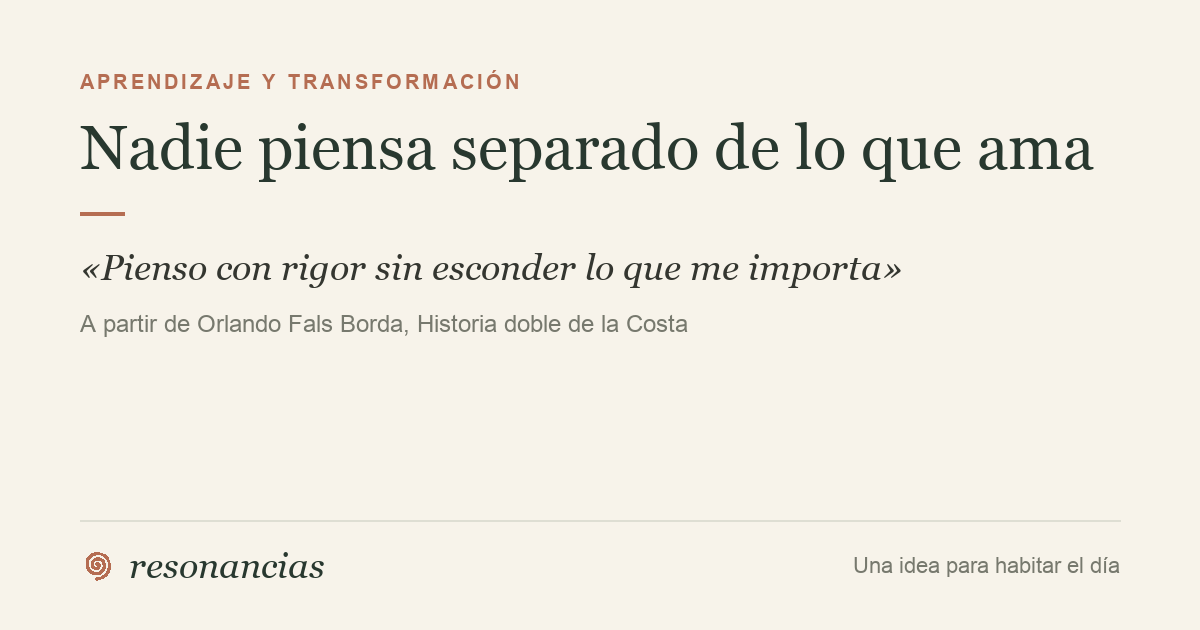 APRENDIZAJE Y TRANSFORMACIÓN
Nadie piensa separado de lo que ama
«Pienso con rigor sin esconder lo que me importa»
A partir de Orlando Fals Borda, Historia doble de la Costa
resonancias
Una idea para habitar el día